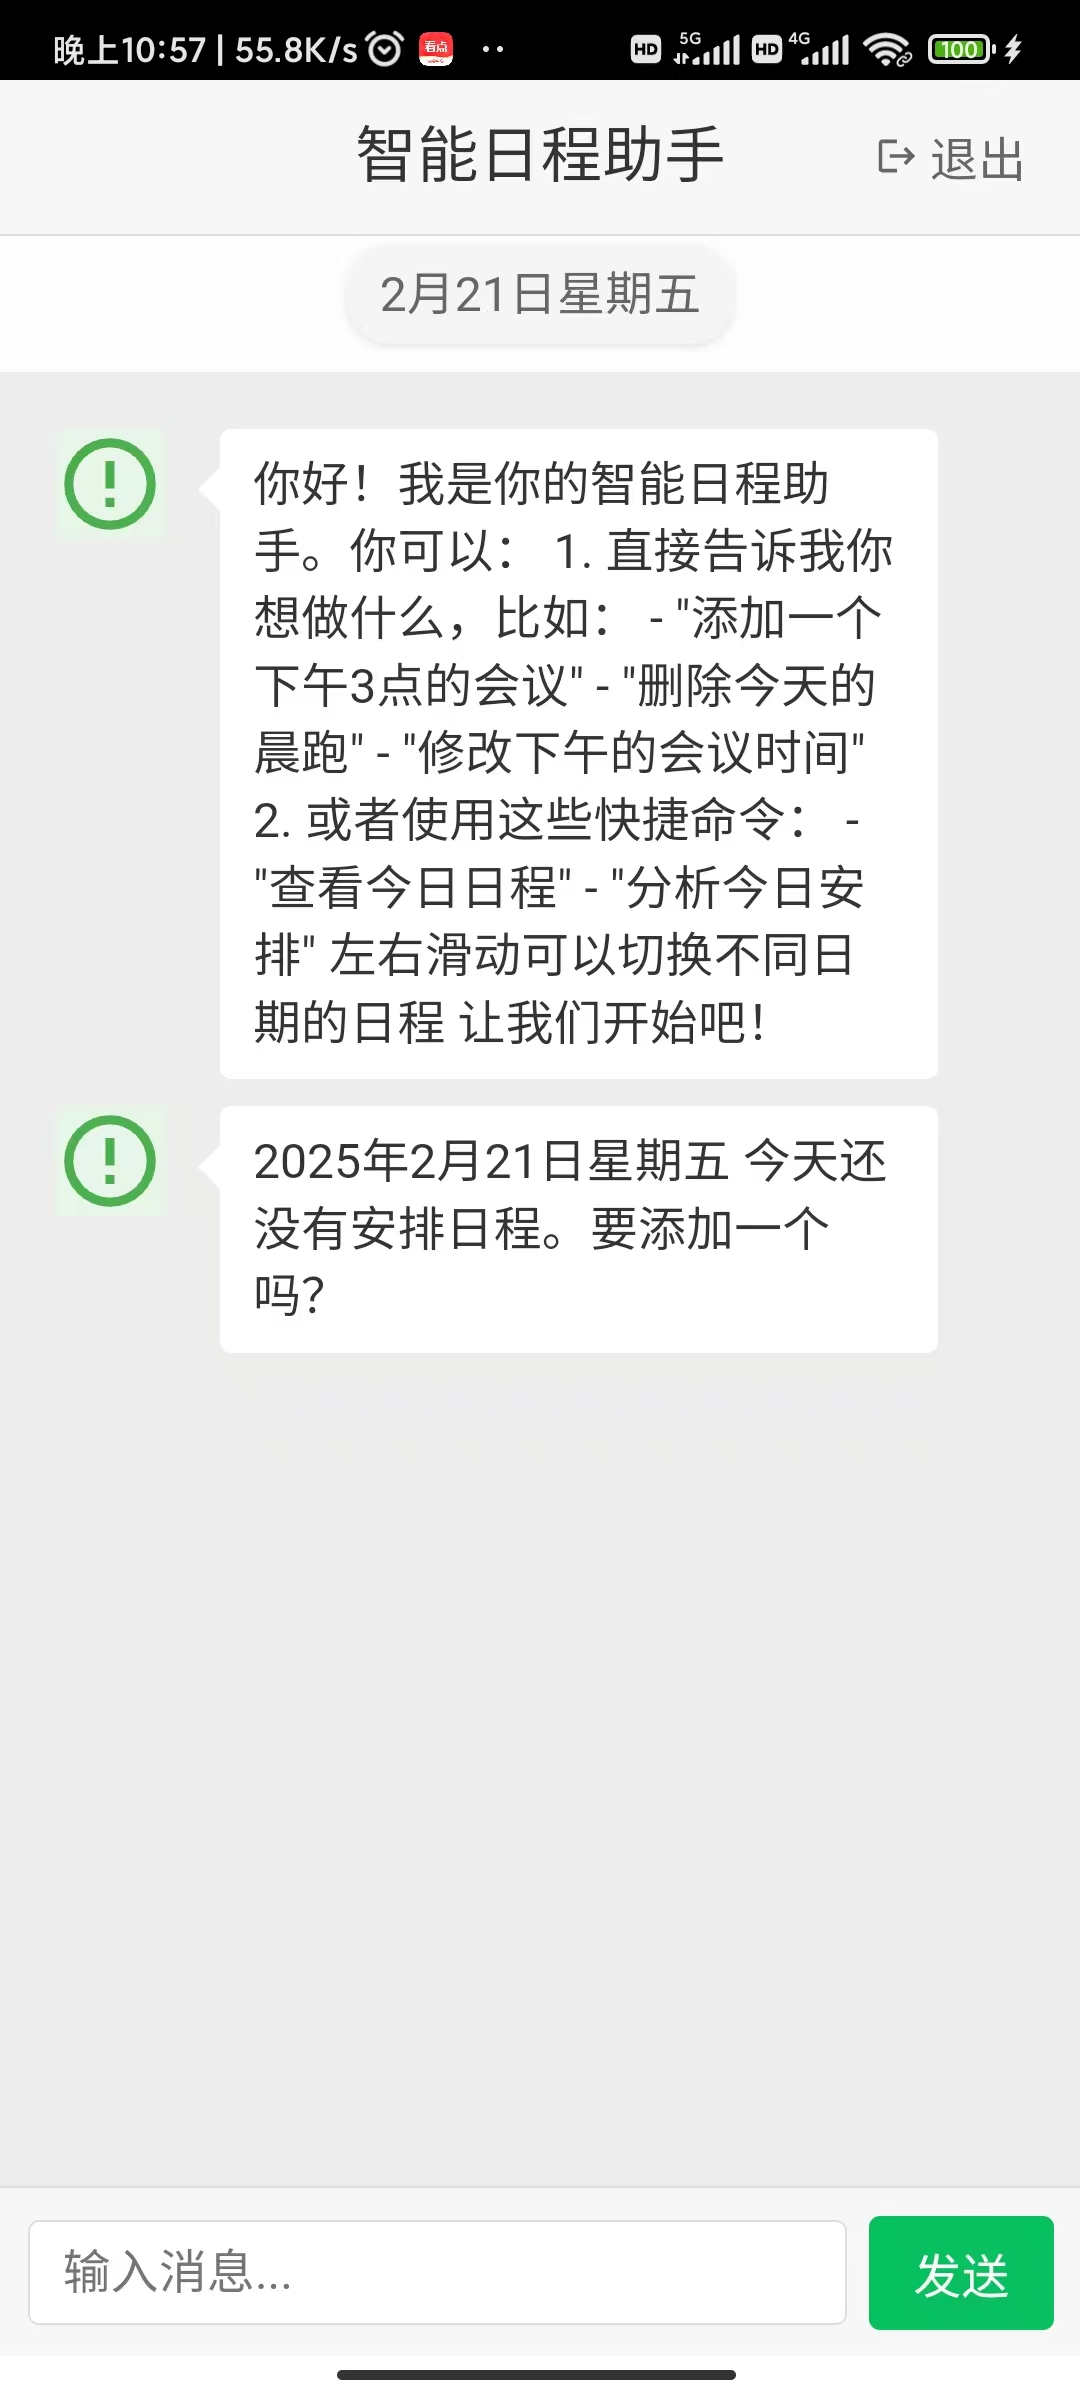 晚上10:57 | 55.8K/s 看点 HD 5G HD 4G 100
智能日程助手
退出
2月21日星期五
你好！我是你的智能日程助
手。你可以： 1. 直接告诉我你
想做什么，比如： - "添加一个
下午3点的会议" - "删除今天的
晨跑" - "修改下午的会议时间"
2. 或者使用这些快捷命令： -
"查看今日日程" - "分析今日安
排" 左右滑动可以切换不同日
期的日程 让我们开始吧！
2025年2月21日星期五 今天还
没有安排日程。要添加一个
吗？
输入消息...
发送